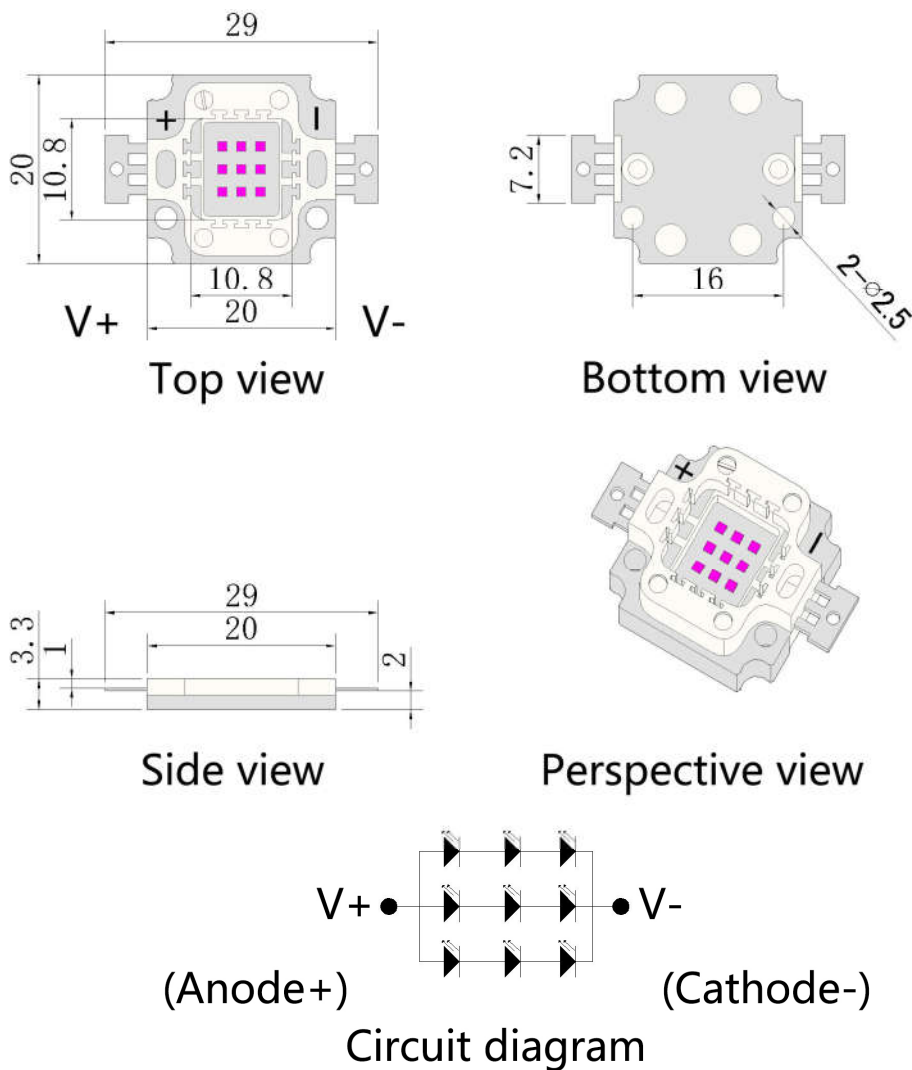 29
20
10.8
+
−
10.8
20
V+
V-
Top view
7.2
16
2-⌀2.5
Bottom view
+
−
29
20
3.3
1
2
Side view
Perspective view
V+
V-
(Anode+)
(Cathode-)
Circuit diagram